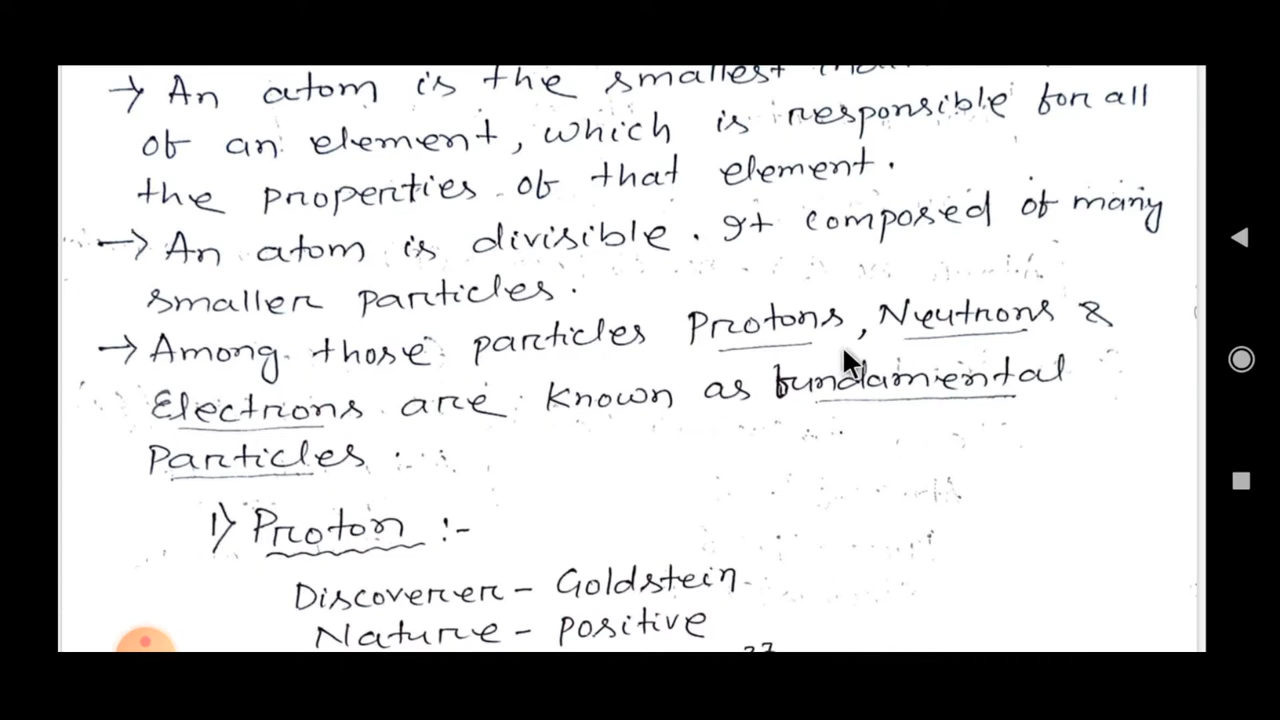 → An atom is the smallest
of an element, which is responsible for all
the properties of that element.
→ An atom is divisible. It composed of many
smaller particles.
→ Among those particles Protons, Neutrons &
Electrons are known as fundamental
Particles :
1) Proton :-
Discoverer - Goldstein
Nature - positive